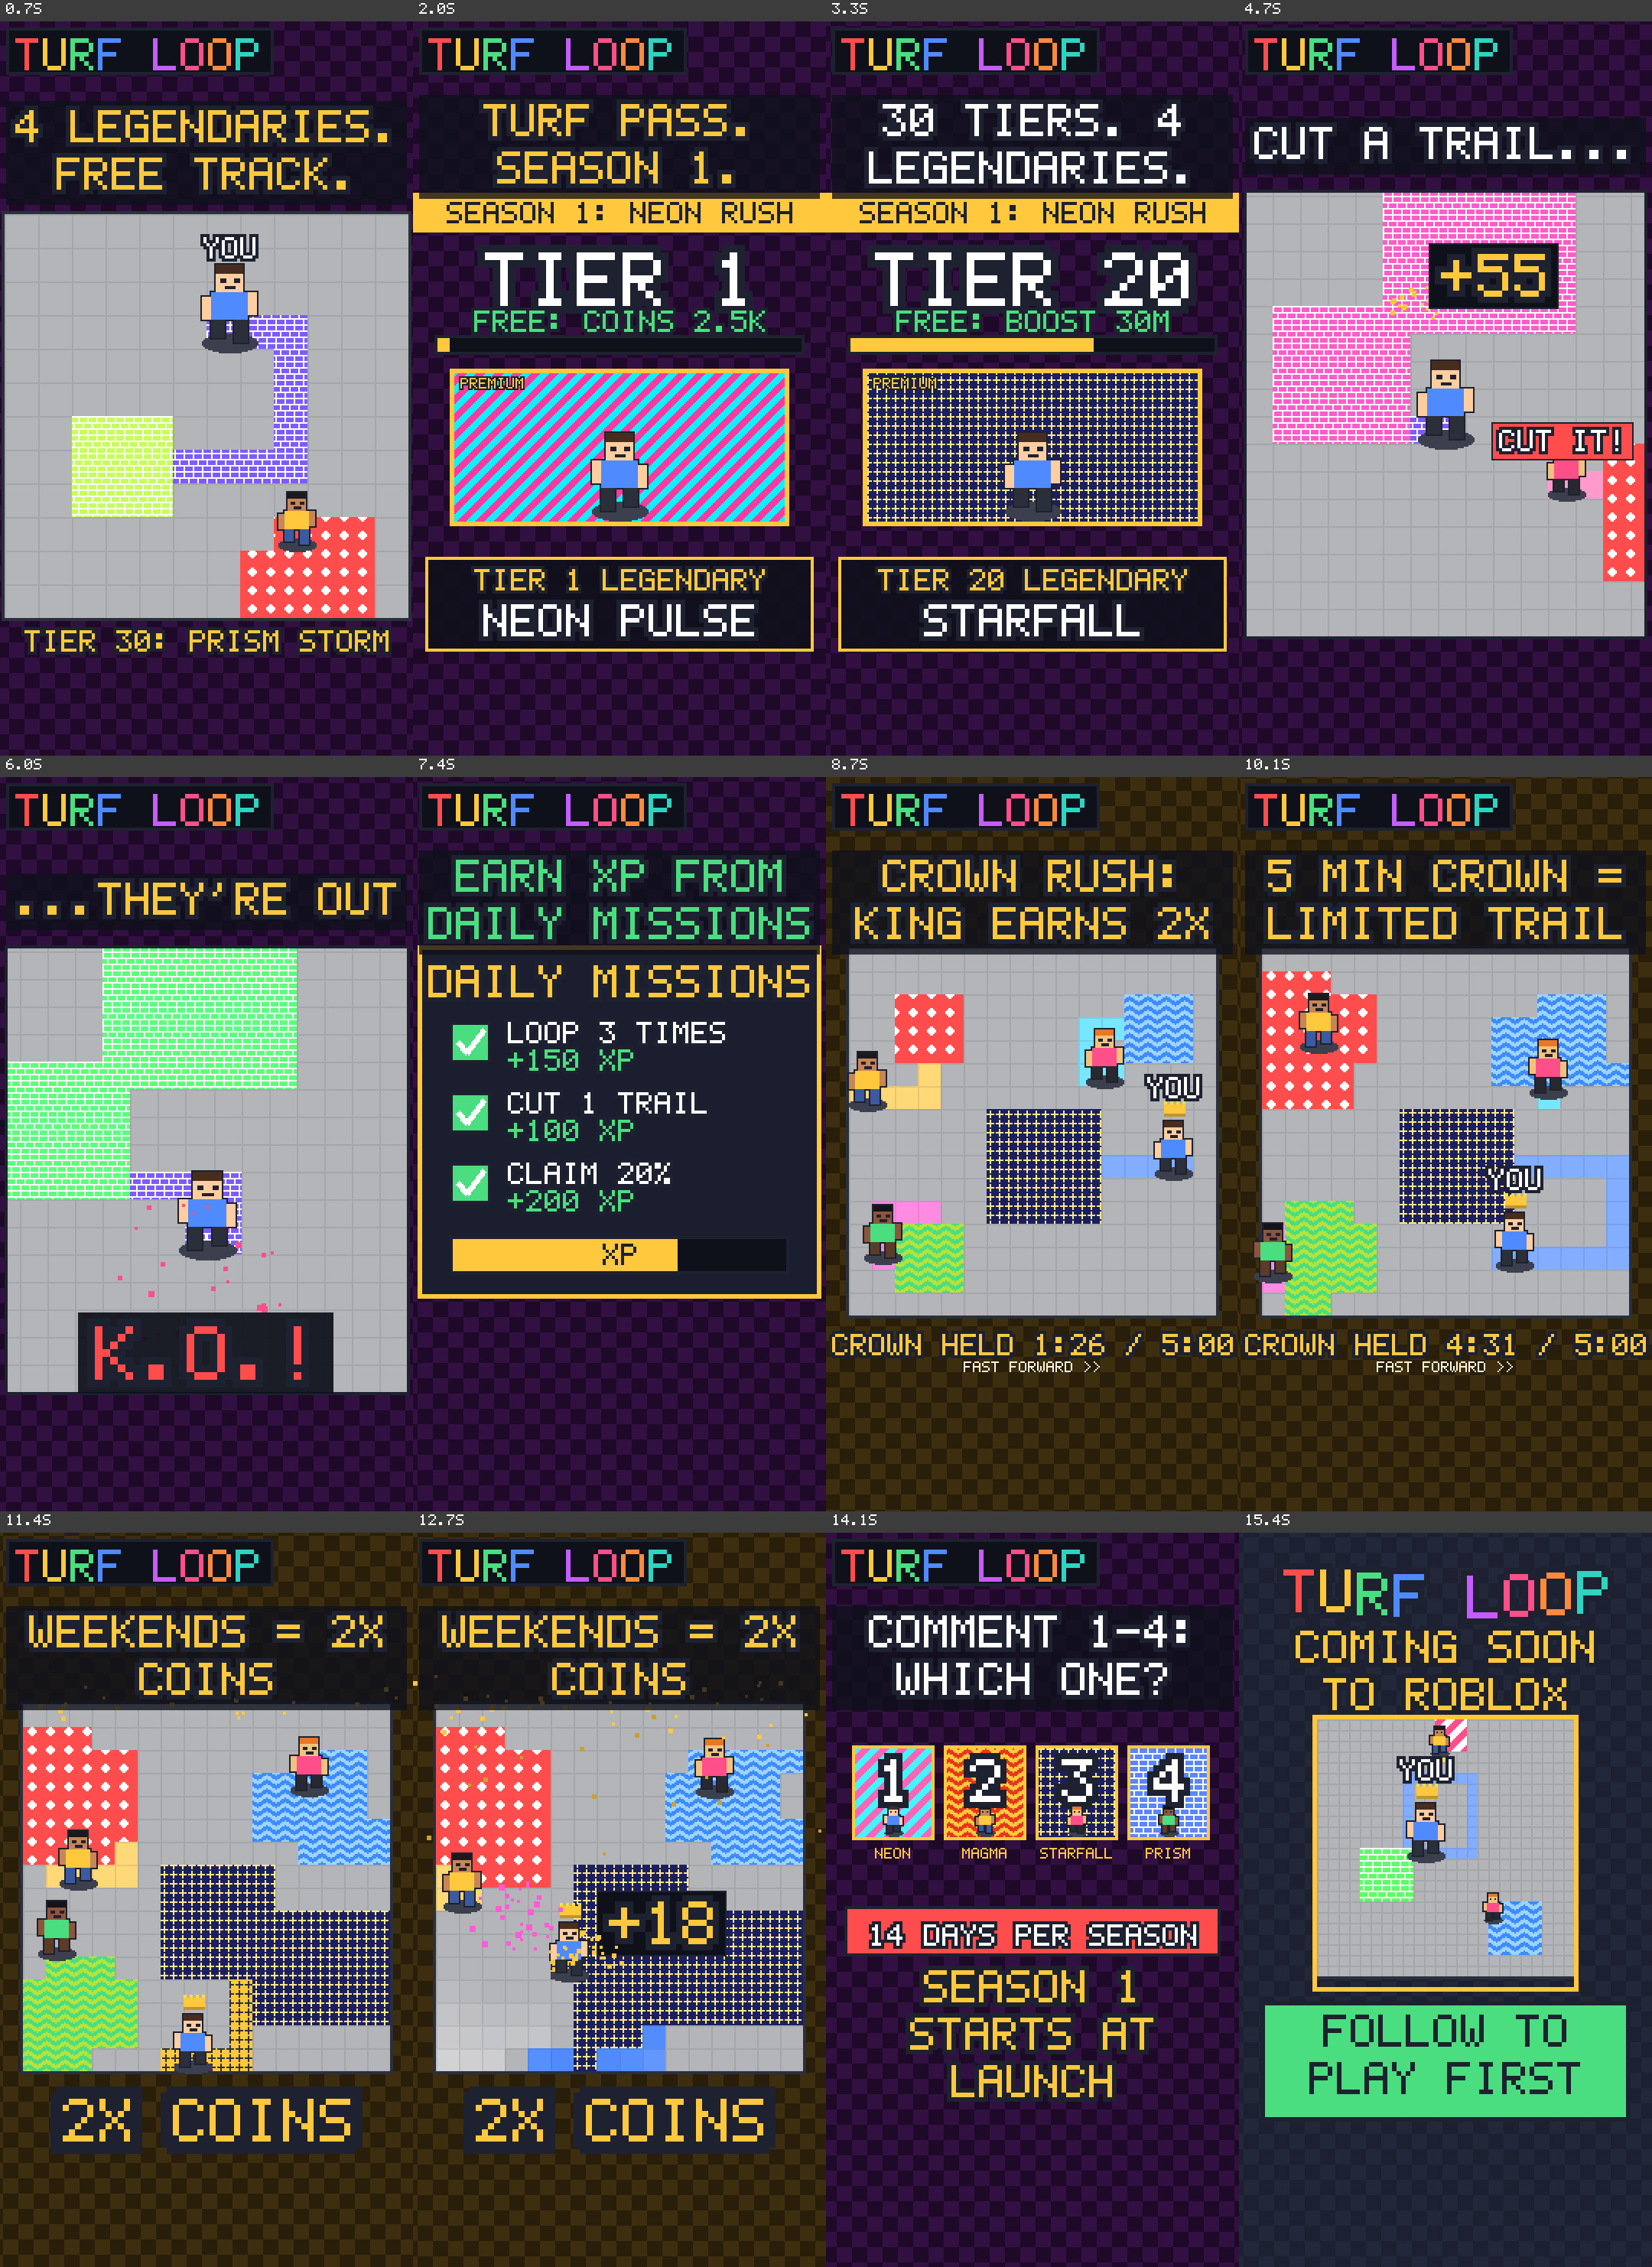 0.7S
TURF LOOP
4 LEGENDARIES.
FREE TRACK.
YOU
TIER 30: PRISM STORM
2.0S
TURF LOOP
TURF PASS.
SEASON 1.
SEASON 1: NEON RUSH
TIER 1
FREE: COINS 2.5K
PREMIUM
TIER 1 LEGENDARY
NEON PULSE
3.3S
TURF LOOP
30 TIERS. 4
LEGENDARIES.
SEASON 1: NEON RUSH
TIER 20
FREE: BOOST 30M
PREMIUM
TIER 20 LEGENDARY
STARFALL
4.7S
TURF LOOP
CUT A TRAIL...
+55
CUT IT!
6.0S
TURF LOOP
...THEY'RE OUT
K.O.!
7.4S
TURF LOOP
EARN XP FROM
DAILY MISSIONS
DAILY MISSIONS
LOOP 3 TIMES
+150 XP
CUT 1 TRAIL
+100 XP
CLAIM 20%
+200 XP
XP
8.7S
TURF LOOP
CROWN RUSH:
KING EARNS 2X
YOU
CROWN HELD 1:26 / 5:00
FAST FORWARD >>
10.1S
TURF LOOP
5 MIN CROWN =
LIMITED TRAIL
YOU
CROWN HELD 4:31 / 5:00
FAST FORWARD >>
11.4S
TURF LOOP
WEEKENDS = 2X
COINS
2X COINS
12.7S
TURF LOOP
WEEKENDS = 2X
COINS
+18
2X COINS
14.1S
TURF LOOP
COMMENT 1-4:
WHICH ONE?
1 2 3 4
NEON MAGMA STARFALL PRISM
14 DAYS PER SEASON
SEASON 1
STARTS AT
LAUNCH
15.4S
TURF LOOP
COMING SOON
TO ROBLOX
YOU
FOLLOW TO
PLAY FIRST